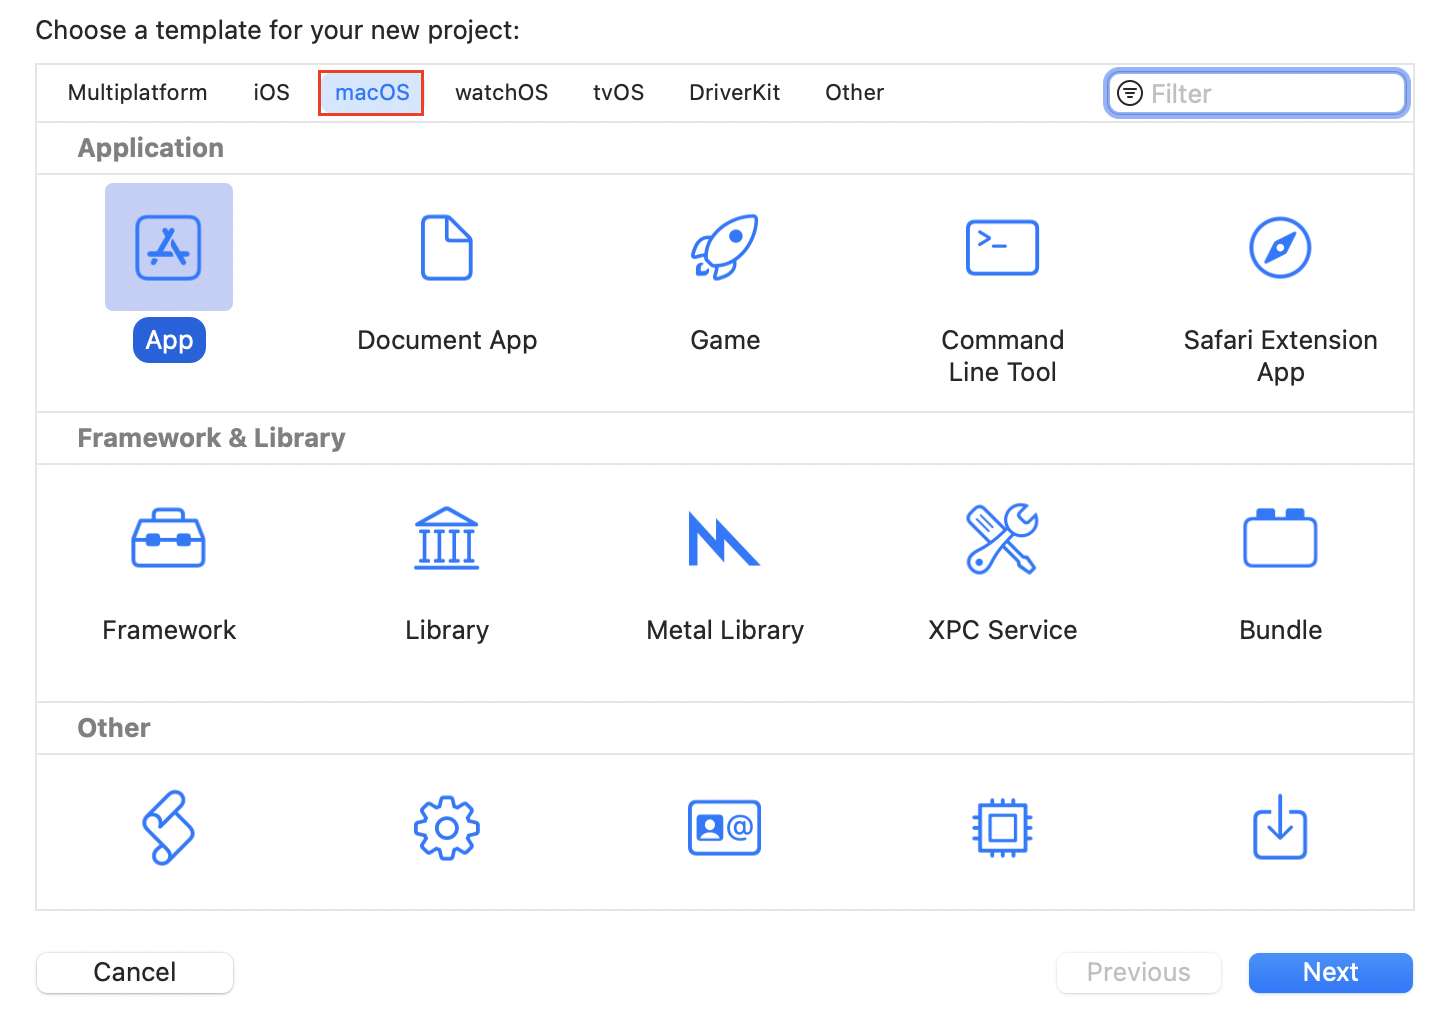 Choose a template for your new project:
Multiplatform iOS macOS watchOS tvOS DriverKit Other Filter
Application
App Document App Game Command Line Tool Safari Extension App
Framework & Library
Framework Library Metal Library XPC Service Bundle
Other
Cancel Previous Next